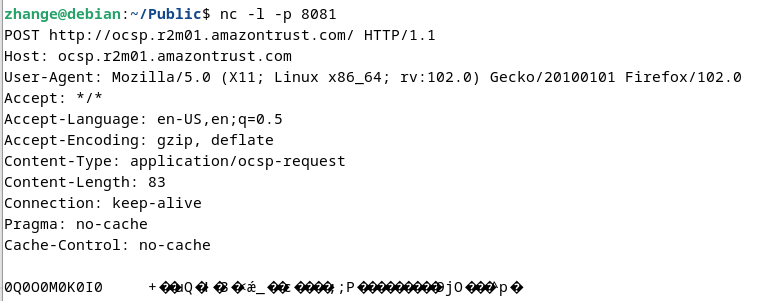 zhange@debian:~/Public$ nc -l -p 8081
POST http://ocsp.r2m01.amazontrust.com/ HTTP/1.1
Host: ocsp.r2m01.amazontrust.com
User-Agent: Mozilla/5.0 (X11; Linux x86_64; rv:102.0) Gecko/20100101 Firefox/102.0
Accept: */*
Accept-Language: en-US,en;q=0.5
Accept-Encoding: gzip, deflate
Content-Type: application/ocsp-request
Content-Length: 83
Connection: keep-alive
Pragma: no-cache
Cache-Control: no-cache
0Q0O0M0K0I0